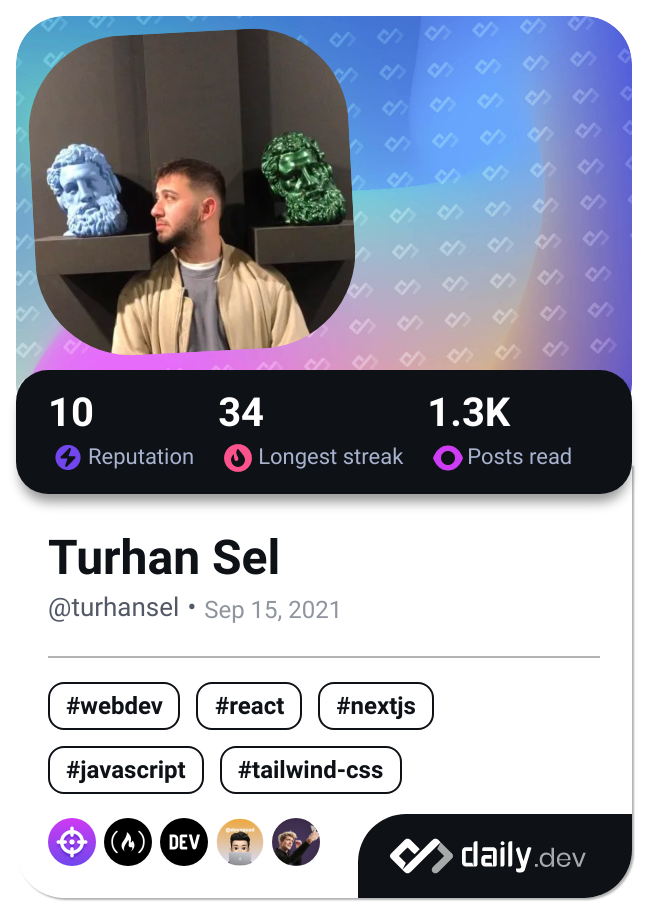 10 34 1.3K
Reputation Longest streak Posts read
Turhan Sel
@turhansel • Sep 15, 2021
#webdev #react #nextjs
#javascript #tailwind-css
DEV
daily.dev